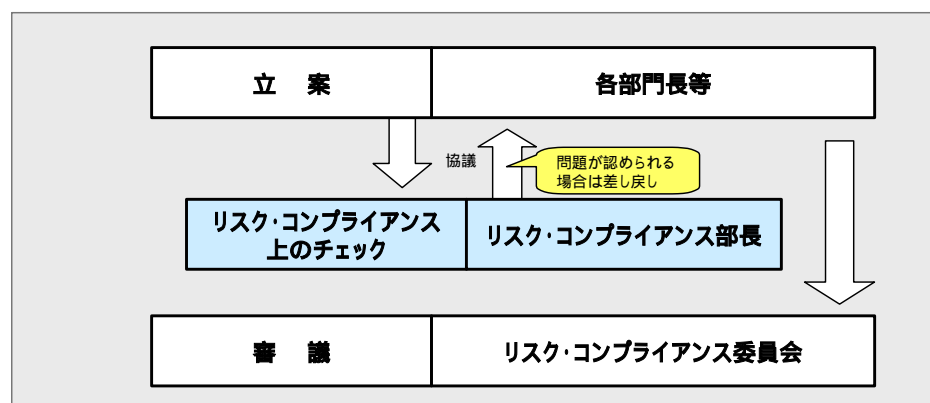 立　案
各部門長等
協議
問題が認められる
場合は差し戻し
リスク・コンプライアンス
上のチェック
リスク・コンプライアンス部長
審　議
リスク・コンプライアンス委員会